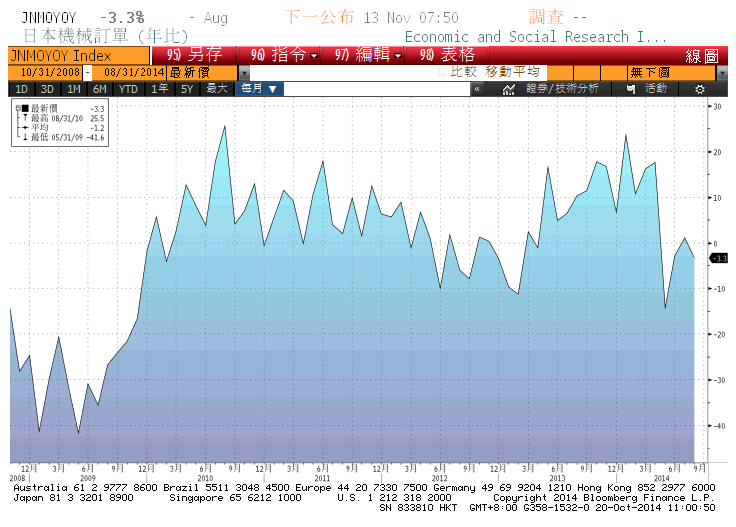 JNMOYOY -3.3% - Aug 下一公布 13 Nov 07:50 調查 --
日本機械訂單 (年比) Economic and Social Research I...
JNMOYOY Index 95) 另存 96) 指令 97) 編輯 98) 表格 線圖
10/31/2008 - 08/31/2014 最新價 比較 移動平均 無下價
1D 3D 1M 6M YTD 1年 5Y 最大 每月 ▼ « 證券/技術分析 活動
最新價 -3.3
最高 08/31/10 25.5
平均 -1.2
最低 05/31/09 -41.6
30
20
10
0
-3.3
-10
-20
-30
-40
12月 3月 6月 9月 12月 3月 6月 9月 12月 3月 6月 9月 12月 3月 6月 9月 12月 3月 6月 9月 12月 3月 6月 9月
2008 2009 2010 2011 2012 2013 2014
Australia 61 2 9777 8600 Brazil 5511 3048 4500 Europe 44 20 7330 7500 Germany 49 69 9204 1210 Hong Kong 852 2977 6000
Japan 81 3 3201 8900 Singapore 65 6212 1000 U.S. 1 212 318 2000 Copyright 2014 Bloomberg Finance L.P.
SN 833810 HKT GMT+8:00 G358-1532-0 20-Oct-2014 11:00:50